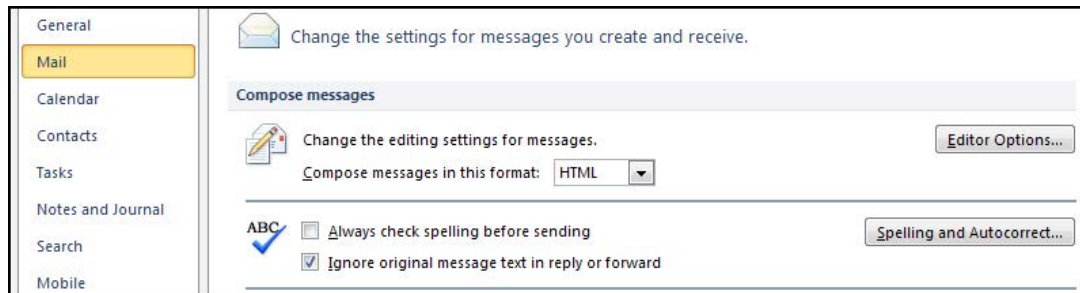 General
Mail
Calendar
Contacts
Tasks
Notes and Journal
Search
Mobile
Change the settings for messages you create and receive.
Compose messages
Change the editing settings for messages.
Editor Options...
Compose messages in this format: HTML
ABC
Always check spelling before sending
Spelling and Autocorrect...
Ignore original message text in reply or forward